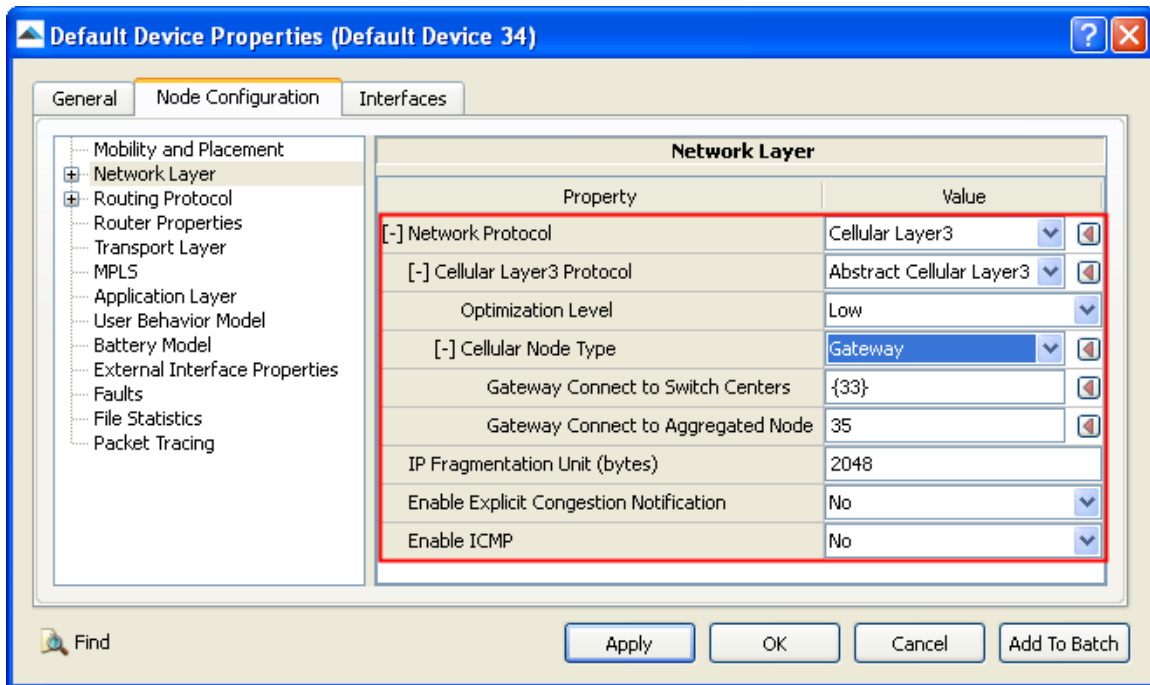 Default Device Properties (Default Device 34)
?
General Node Configuration Interfaces
Mobility and Placement
Network Layer
Routing Protocol
Router Properties
Transport Layer
MPLS
Application Layer
User Behavior Model
Battery Model
External Interface Properties
Faults
File Statistics
Packet Tracing
Network Layer
Property Value
[-] Network Protocol Cellular Layer3
[-] Cellular Layer3 Protocol Abstract Cellular Layer3
Optimization Level Low
[-] Cellular Node Type Gateway
Gateway Connect to Switch Centers {33}
Gateway Connect to Aggregated Node 35
IP Fragmentation Unit (bytes) 2048
Enable Explicit Congestion Notification No
Enable ICMP No
Find Apply OK Cancel Add To Batch